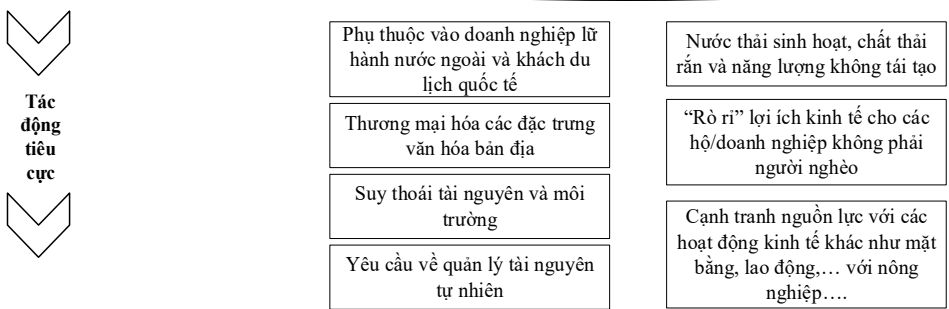 Tác
động
tiêu
cực
Phụ thuộc vào doanh nghiệp lữ
hành nước ngoài và khách du
lịch quốc tế
Thương mại hóa các đặc trưng
văn hóa bản địa
Suy thoái tài nguyên và môi
trường
Yêu cầu về quản lý tài nguyên
tự nhiên
Nước thải sinh hoạt, chất thải
rắn và năng lượng không tái tạo
“Rò rỉ” lợi ích kinh tế cho các
hộ/doanh nghiệp không phải
người nghèo
Cạnh tranh nguồn lực với các
hoạt động kinh tế khác như mặt
bằng, lao động,… với nông
nghiệp….